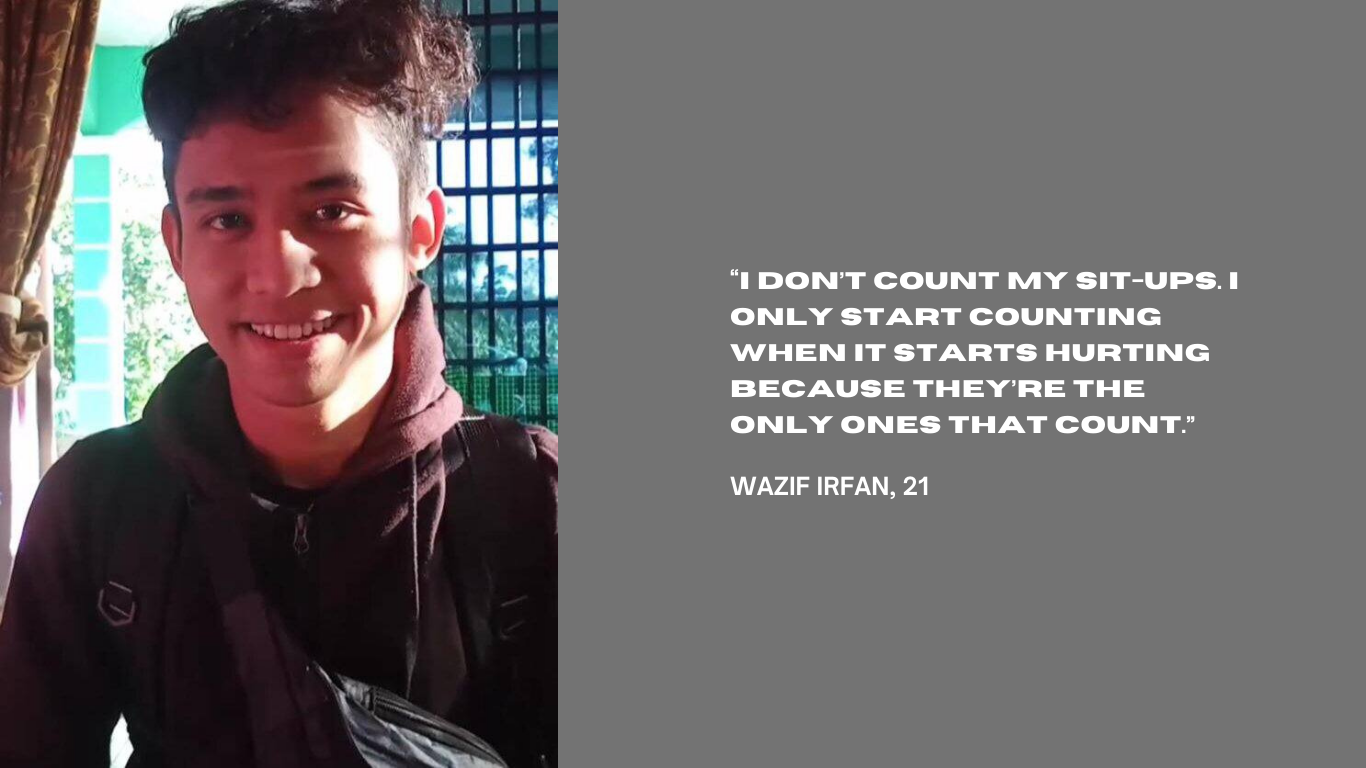 “I DON’T COUNT MY SIT-UPS. I
ONLY START COUNTING
WHEN IT STARTS HURTING
BECAUSE THEY’RE THE
ONLY ONES THAT COUNT.”
WAZIF IRFAN, 21